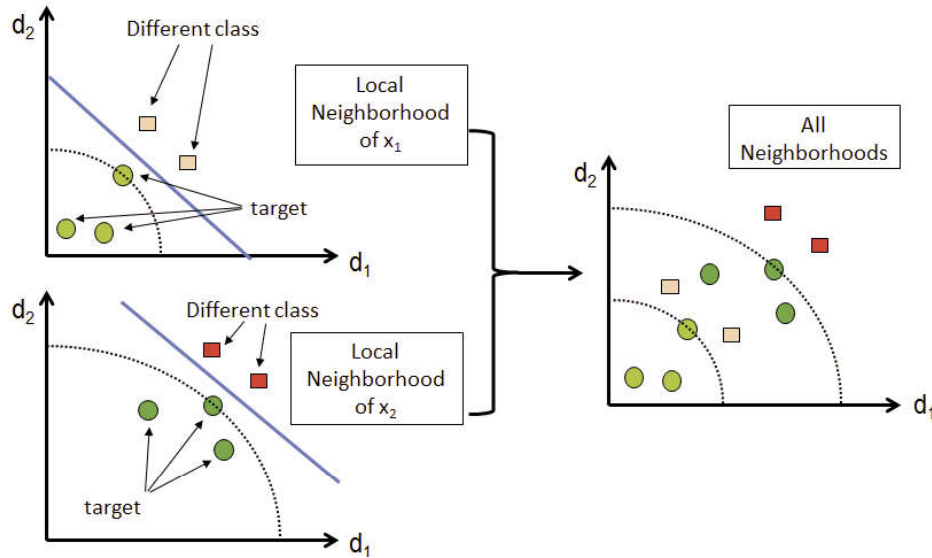 d2
Different class
target
d1
Local
Neighborhood
of x1
d2
Different class
target
d1
Local
Neighborhood
of x2
All
Neighborhoods
d2
d1